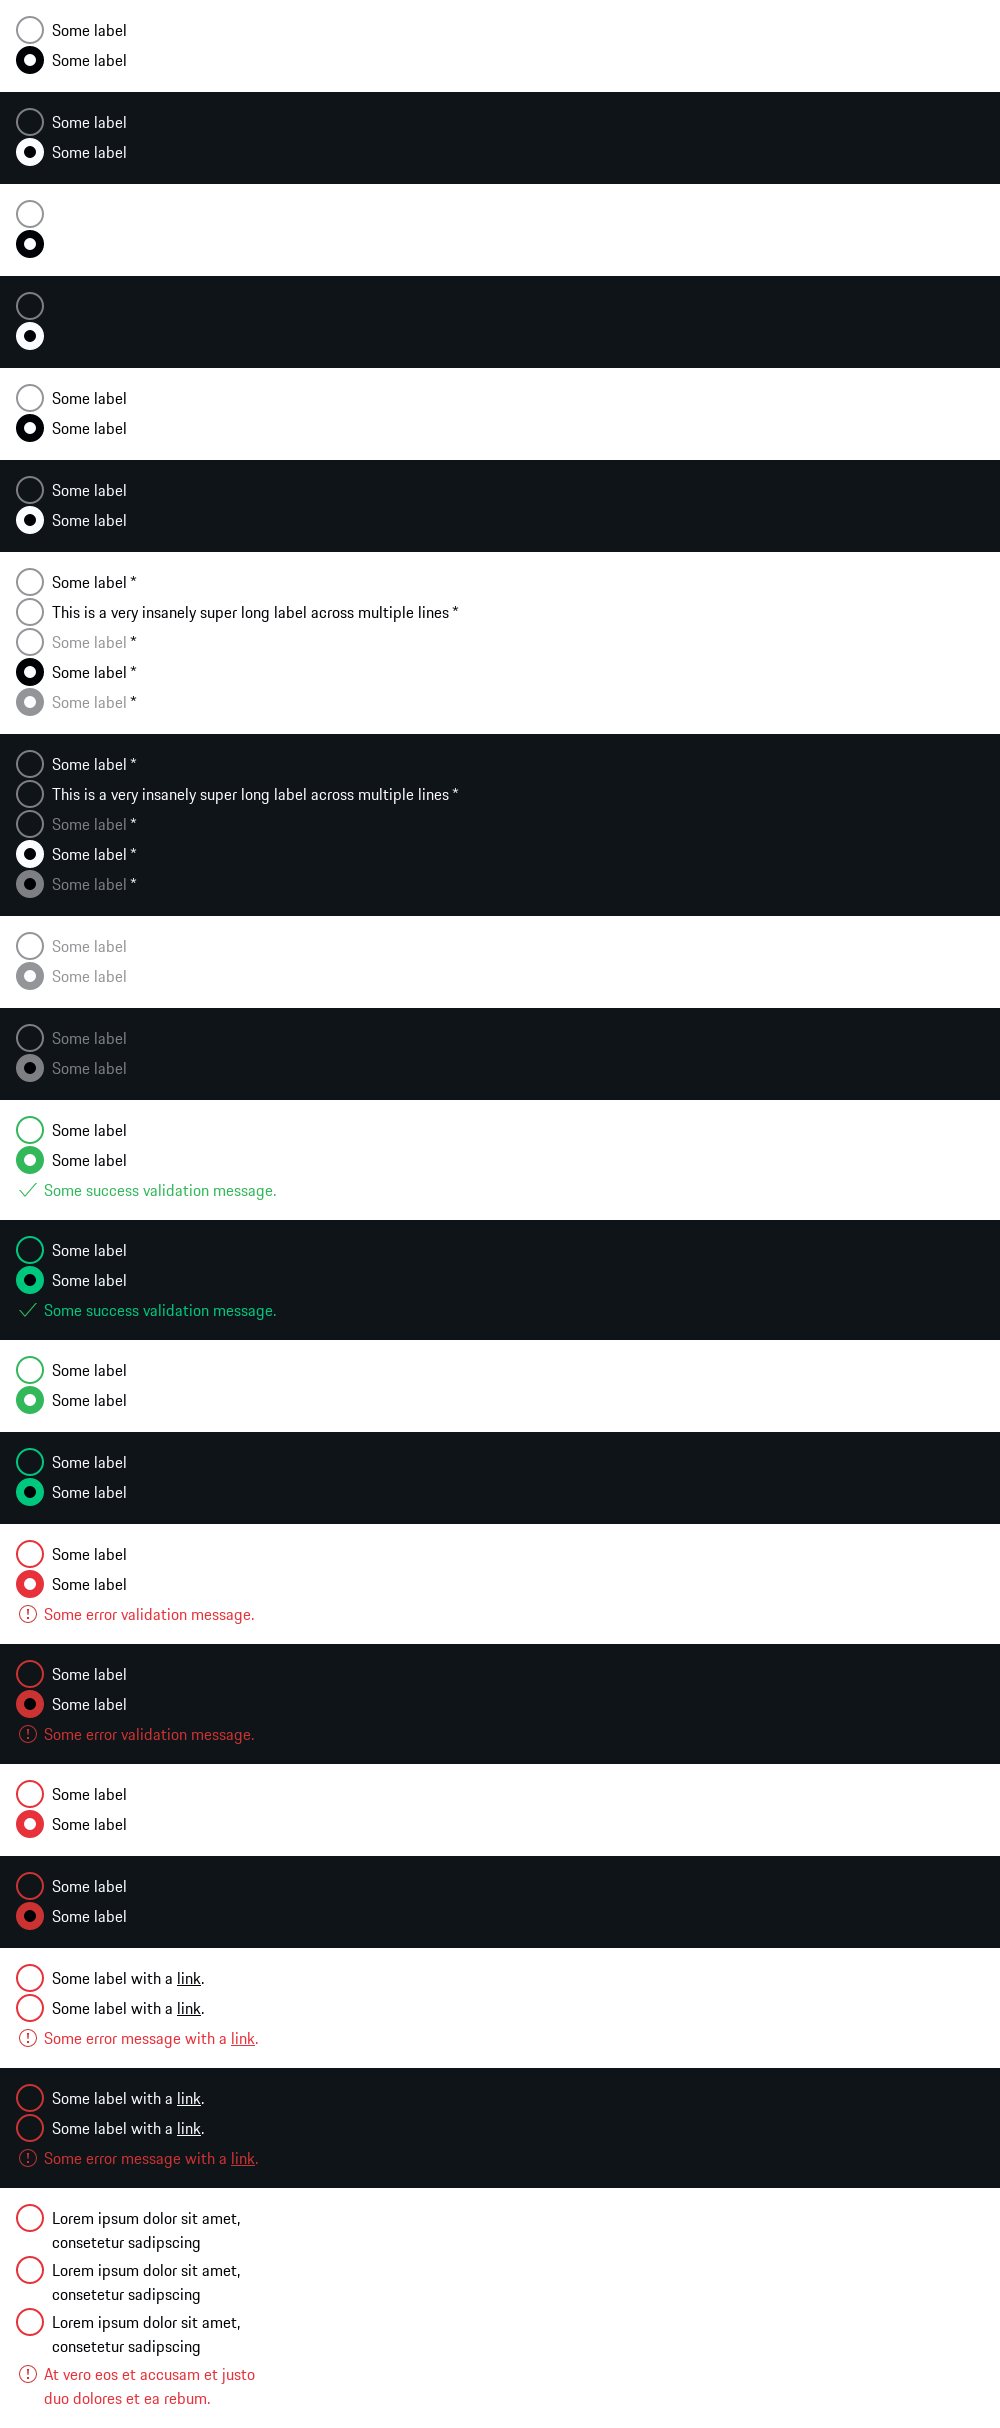 Some label
Some label
Some label
Some label
Some label
Some label
Some label
Some label
Some label *
This is a very insanely super long label across multiple lines *
Some label *
Some label *
Some label *
Some label *
This is a very insanely super long label across multiple lines *
Some label *
Some label *
Some label *
Some label
Some label
Some label
Some label
Some label
Some label
Some success validation message.
Some label
Some label
Some success validation message.
Some label
Some label
Some label
Some label
Some label
Some label
Some error validation message.
Some label
Some label
Some error validation message.
Some label
Some label
Some label
Some label
Some label with a link.
Some label with a link.
Some error message with a link.
Some label with a link.
Some label with a link.
Some error message with a link.
Lorem ipsum dolor sit amet,
consetetur sadipscing
Lorem ipsum dolor sit amet,
consetetur sadipscing
Lorem ipsum dolor sit amet,
consetetur sadipscing
At vero eos et accusam et justo
duo dolores et ea rebum.